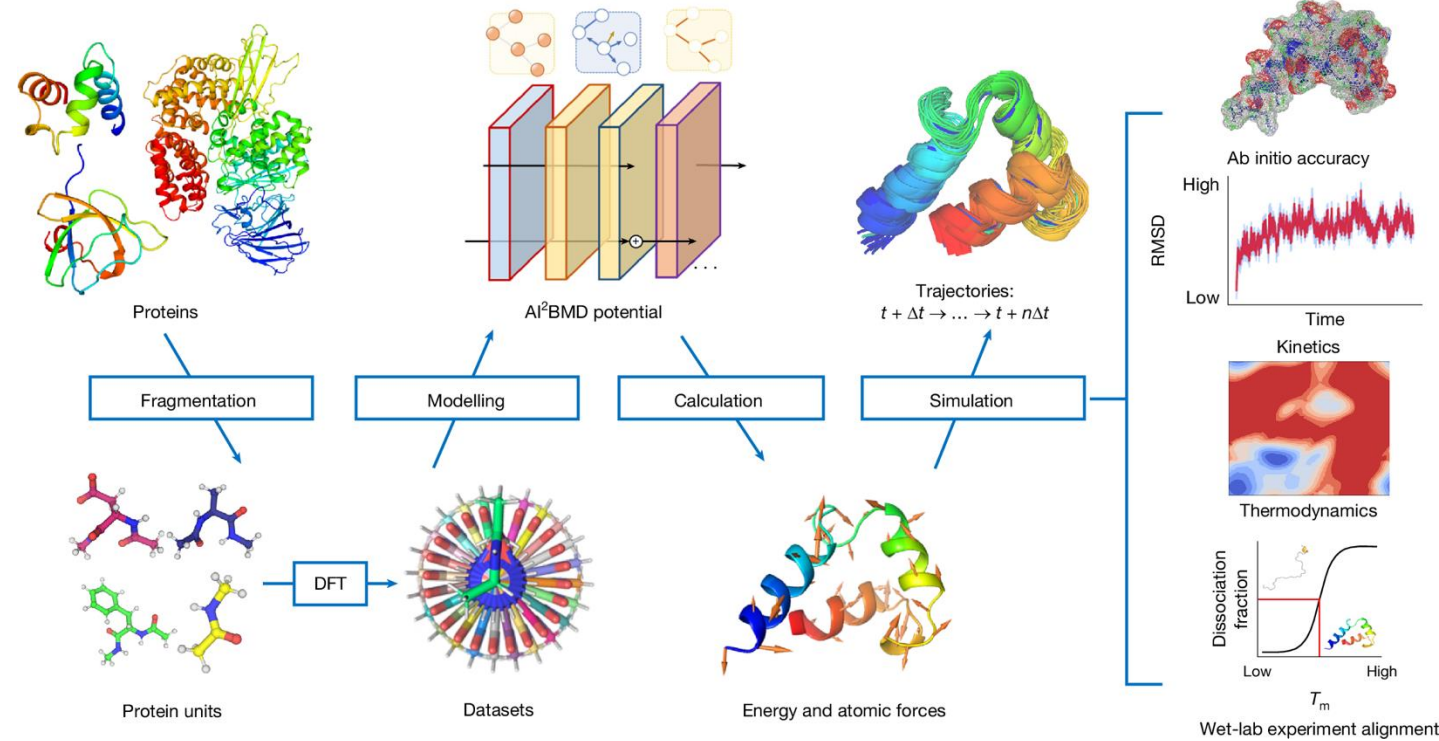 Proteins
Fragmentation
Protein units
DFT
Datasets
Modelling
+
. . .
AI²BMD potential
Calculation
Energy and atomic forces
Simulation
Trajectories:
t + Δt → … → t + nΔt
Ab initio accuracy
High
RMSD
Low
Time
Kinetics
Thermodynamics
Dissociation
fraction
Low
High
Tm
Wet-lab experiment alignment